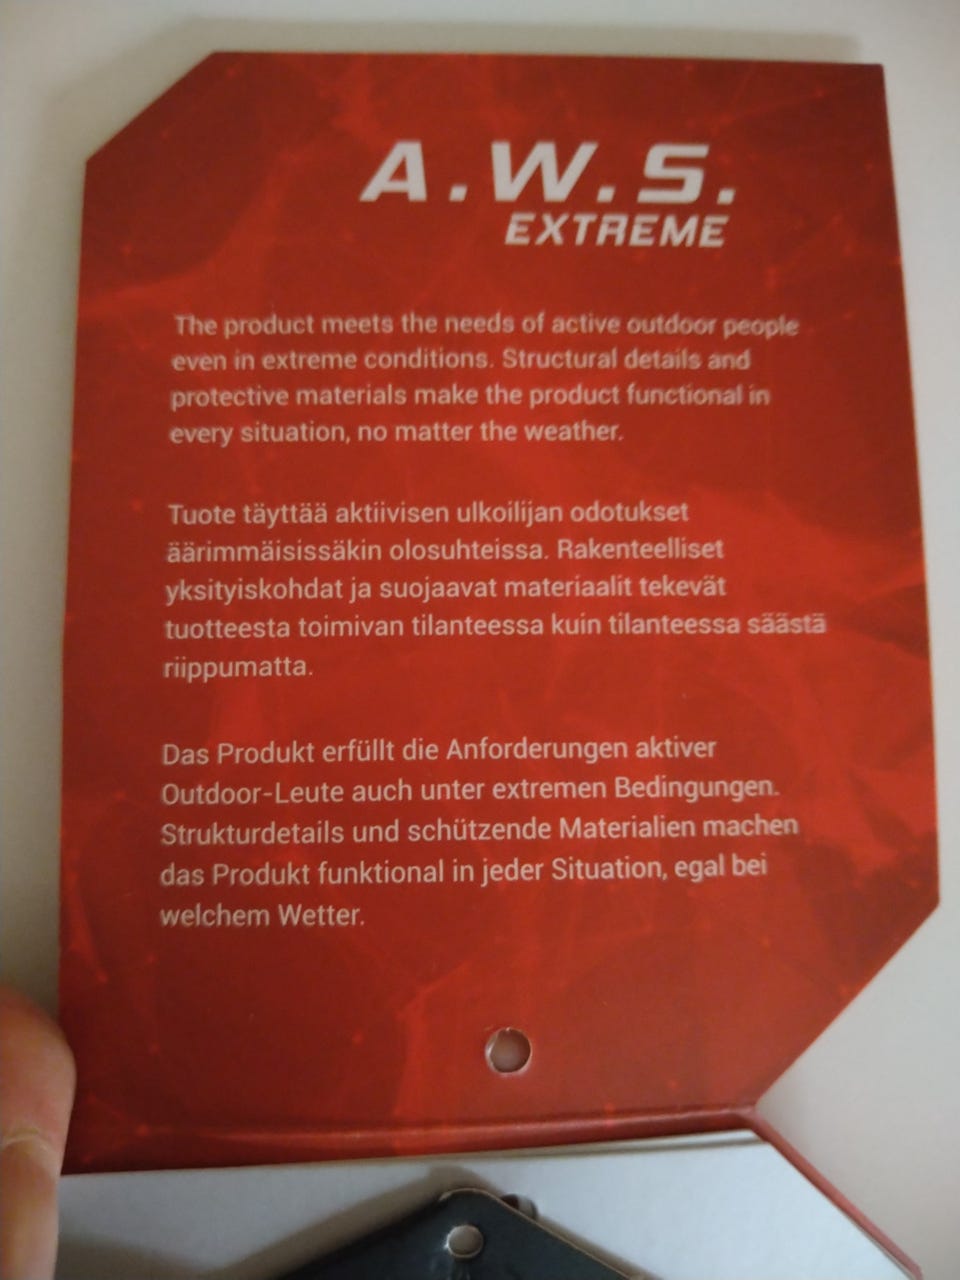 A.W.S.
EXTREME
The product meets the needs of active outdoor people
even in extreme conditions. Structural details and
protective materials make the product functional in
every situation, no matter the weather.
Tuote täyttää aktiivisen ulkoilijan odotukset
äärimmäisissäkin olosuhteissa. Rakenteelliset
yksityiskohdat ja suojaavat materiaalit tekevät
tuotteesta toimivan tilanteessa kuin tilanteessa säästä
riippumatta.
Das Produkt erfüllt die Anforderungen aktiver
Outdoor-Leute auch unter extremen Bedingungen.
Strukturdetails und schützende Materialien machen
das Produkt funktional in jeder Situation, egal bei
welchem Wetter.